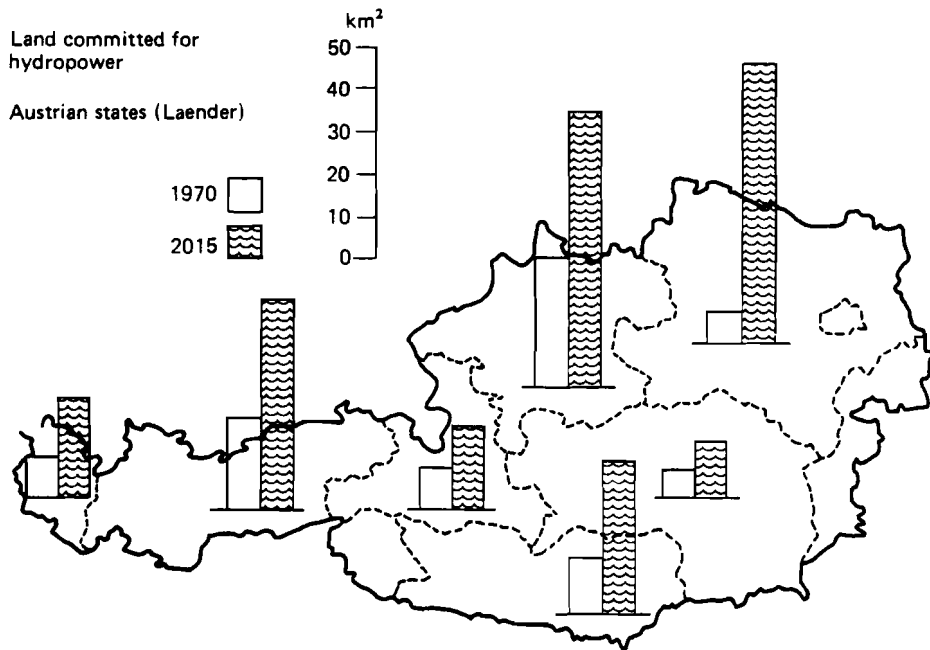 Land committed for
hydropower
Austrian states (Laender)
1970
2015
km²
50
40
30
20
10
0